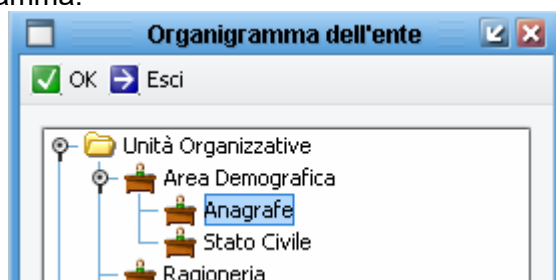 Organigramma dell'ente
OK Esci
Unità Organizzative
Area Demografica
Anagrafe
Stato Civile
Ragioneria